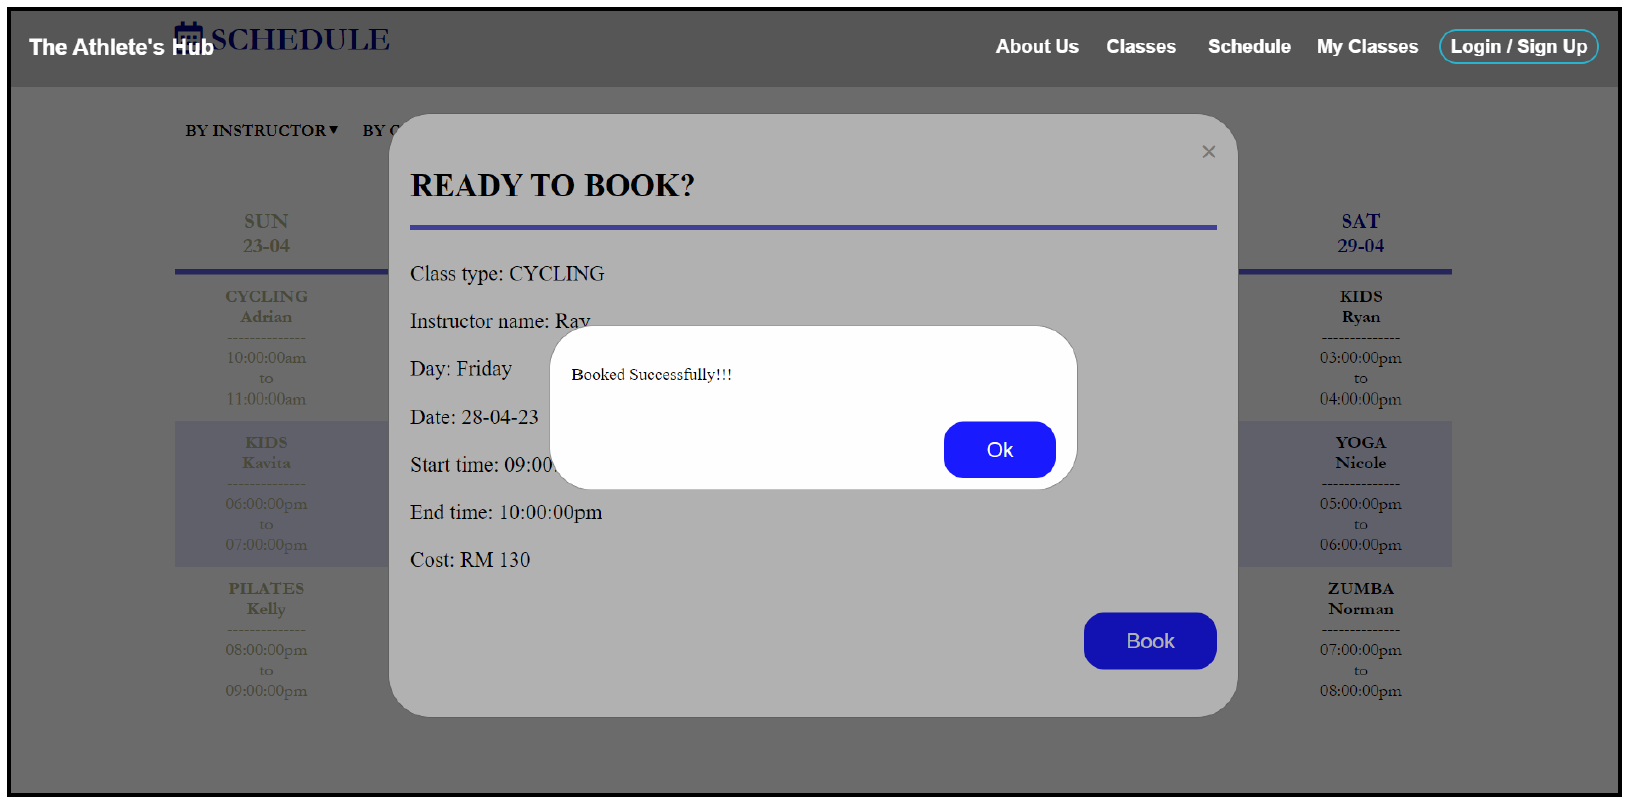 The Athlete's Hub
SCHEDULE
About Us
Classes
Schedule
My Classes
Login / Sign Up
BY INSTRUCTOR▼
BY
×
READY TO BOOK?
Class type: CYCLING
Instructor name: Ray
Day: Friday
Date: 28-04-23
Start time: 09:00
End time: 10:00:00pm
Cost: RM 130
Book
Booked Successfully!!!
Ok
SUN
23-04
CYCLING
Adrian
--------------
10:00:00am
to
11:00:00am
KIDS
Kavita
--------------
06:00:00pm
to
07:00:00pm
PILATES
Kelly
--------------
08:00:00pm
to
09:00:00pm
SAT
29-04
KIDS
Ryan
--------------
03:00:00pm
to
04:00:00pm
YOGA
Nicole
--------------
05:00:00pm
to
06:00:00pm
ZUMBA
Norman
--------------
07:00:00pm
to
08:00:00pm